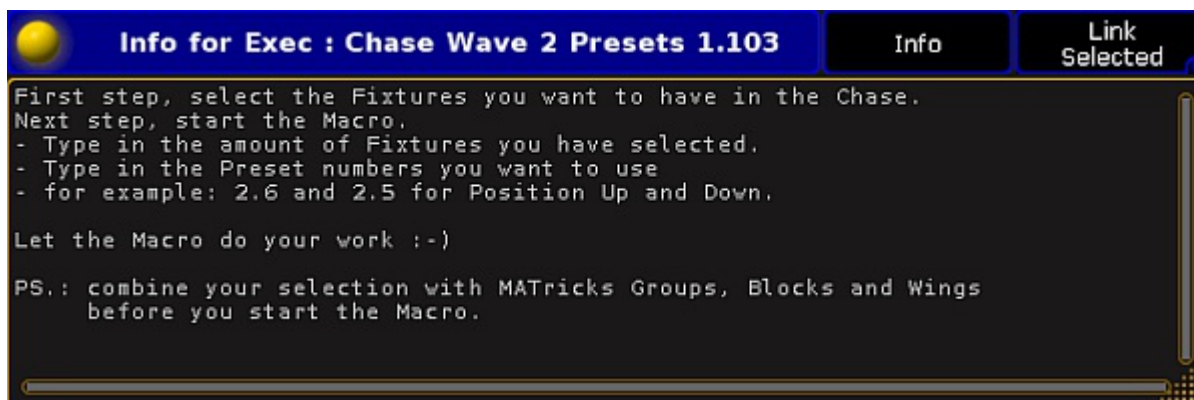 Info for Exec : Chase Wave 2 Presets 1.103
Info
Link
Selected
First step, select the Fixtures you want to have in the Chase.
Next step, start the Macro.
- Type in the amount of Fixtures you have selected.
- Type in the Preset numbers you want to use
- for example: 2.6 and 2.5 for Position Up and Down.
Let the Macro do your work :-)
PS.: combine your selection with MATricks Groups, Blocks and Wings
before you start the Macro.